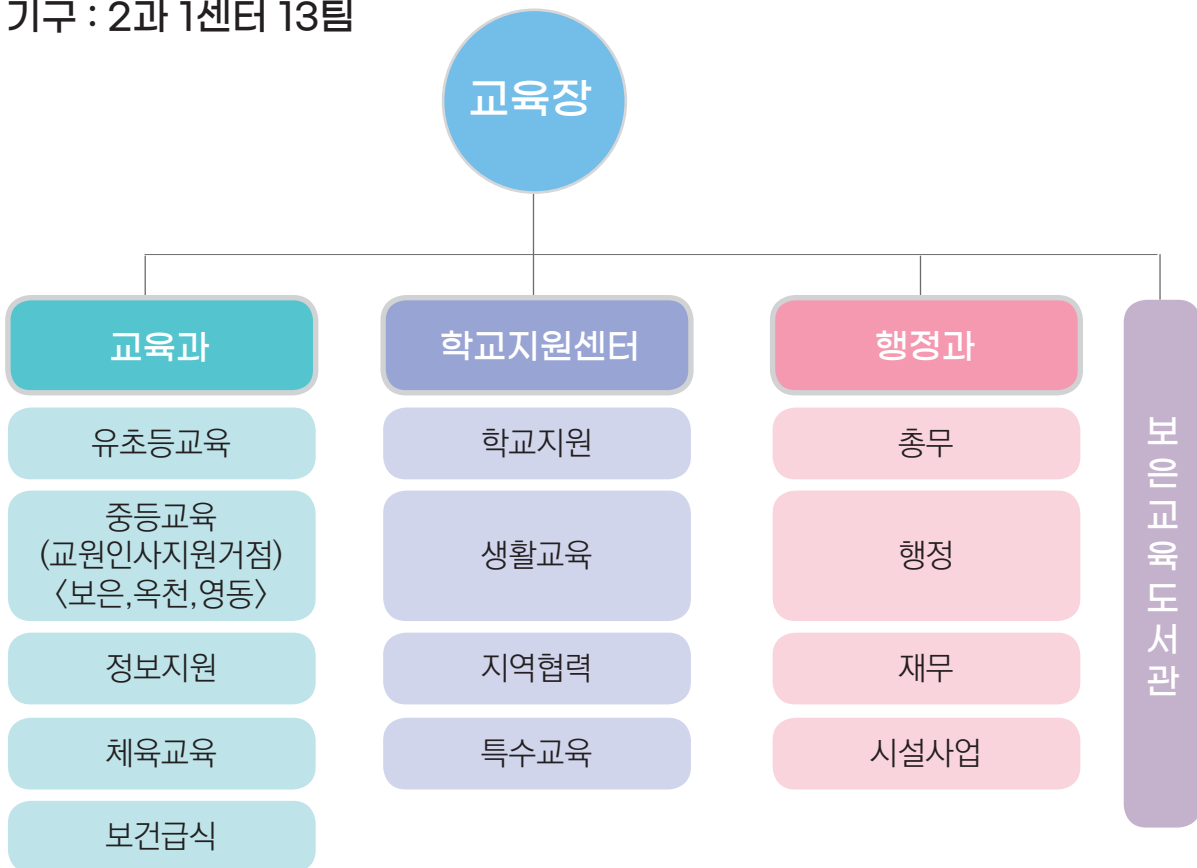 기구 : 2과 1센터 13팀
교육장
교육과
학교지원센터
행정과
보은교육도서관
유초등교육
학교지원
총무
중등교육
(교원인사지원거점)
〈보은,옥천,영동〉
생활교육
행정
정보지원
지역협력
재무
체육교육
특수교육
시설사업
보건급식